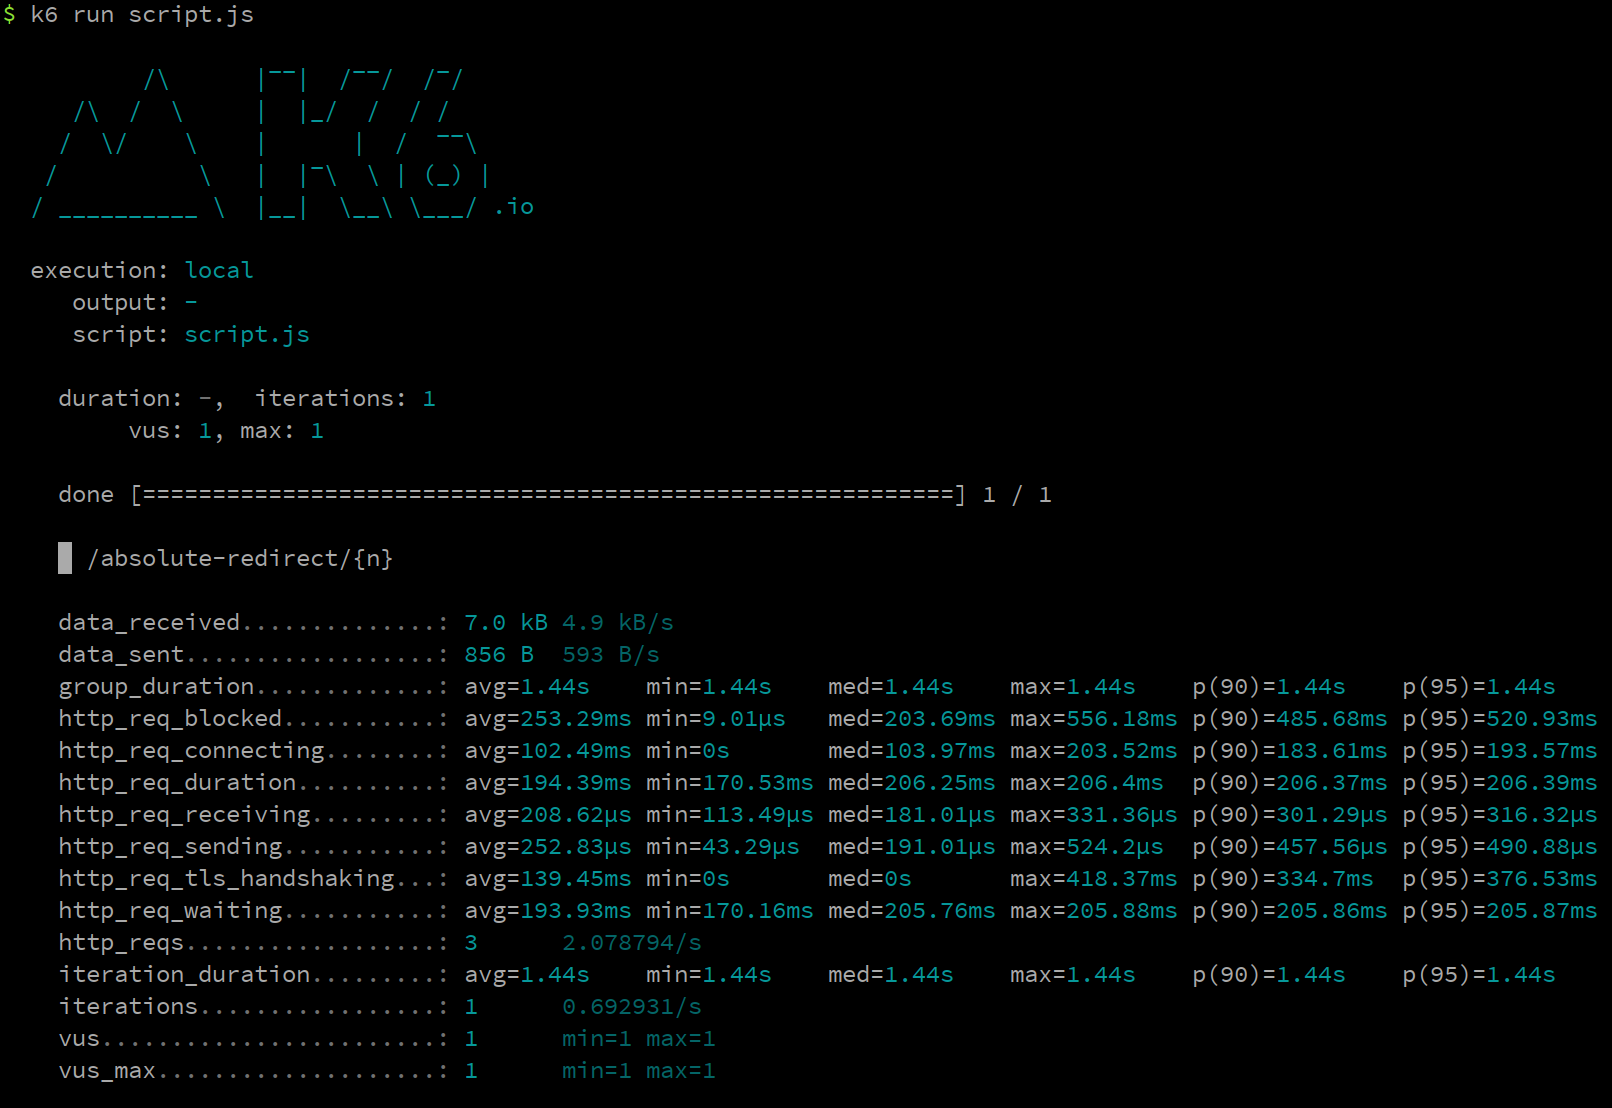 $ k6 run script.js
          /\      |‾‾|  /‾‾/  /‾/
     /\  /  \     |  |_/  /  / /
    /  \/    \    |      |  /  ‾‾\
   /          \   |  |‾\  \ | (_) |
  / __________ \  |__|  \__\ \___/ .io
execution: local
output: -
script: script.js
duration: -,  iterations: 1
vus: 1, max: 1
done [==========================================================] 1 / 1
█ /absolute-redirect/{n}
data_received..............: 7.0 kB 4.9 kB/s
data_sent..................: 856 B  593 B/s
group_duration.............: avg=1.44s    min=1.44s    med=1.44s    max=1.44s    p(90)=1.44s    p(95)=1.44s
http_req_blocked...........: avg=253.29ms min=9.01µs   med=203.69ms max=556.18ms p(90)=485.68ms p(95)=520.93ms
http_req_connecting........: avg=102.49ms min=0s       med=103.97ms max=203.52ms p(90)=183.61ms p(95)=193.57ms
http_req_duration..........: avg=194.39ms min=170.53ms med=206.25ms max=206.4ms  p(90)=206.37ms p(95)=206.39ms
http_req_receiving.........: avg=208.62µs min=113.49µs med=181.01µs max=331.36µs p(90)=301.29µs p(95)=316.32µs
http_req_sending...........: avg=252.83µs min=43.29µs  med=191.01µs max=524.2µs  p(90)=457.56µs p(95)=490.88µs
http_req_tls_handshaking...: avg=139.45ms min=0s       med=0s       max=418.37ms p(90)=334.7ms  p(95)=376.53ms
http_req_waiting...........: avg=193.93ms min=170.16ms med=205.76ms max=205.88ms p(90)=205.86ms p(95)=205.87ms
http_reqs..................: 3      2.078794/s
iteration_duration.........: avg=1.44s    min=1.44s    med=1.44s    max=1.44s    p(90)=1.44s    p(95)=1.44s
iterations.................: 1      0.692931/s
vus........................: 1      min=1 max=1
vus_max....................: 1      min=1 max=1